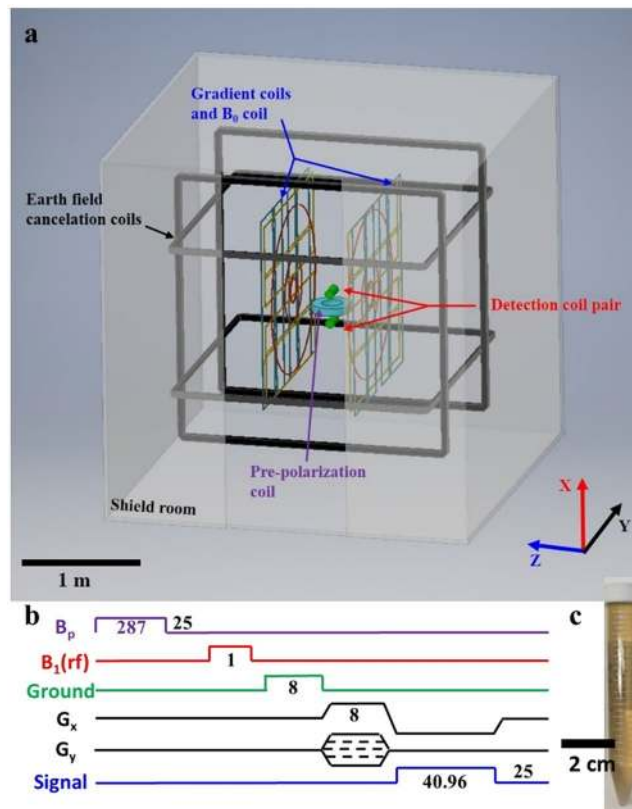 a
Gradient coils
and B₀ coil
Earth field
cancelation coils
Detection coil pair
Pre-polarization
coil
Shield room
X
Y
Z
1 m
b
c
Bₚ
287
25
B₁(rf)
1
Ground
8
Gₓ
8
Gᵧ
Signal
40.96
25
2 cm